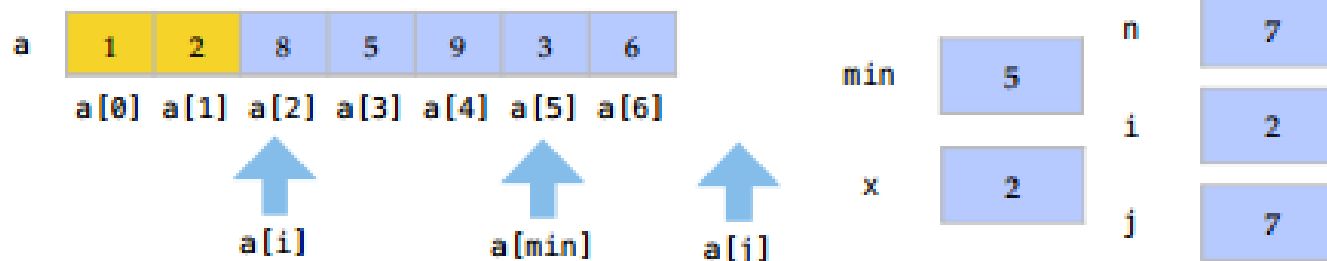 a 1 2 8 5 9 3 6
a[0] a[1] a[2] a[3] a[4] a[5] a[6]
a[i] a[min] a[j]
min 5
x 2
n 7
i 2
j 7